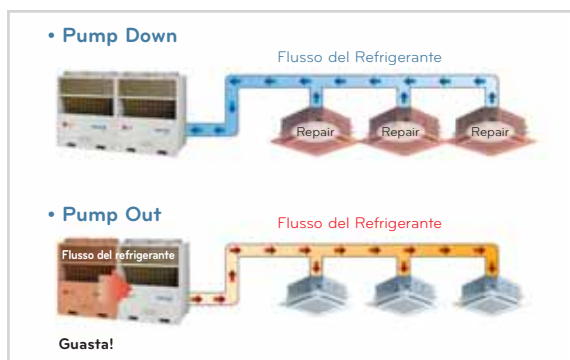 • Pump Down
Flusso del Refrigerante
Repair Repair Repair
• Pump Out
Flusso del Refrigerante
Flusso del refrigerante
Guasta!